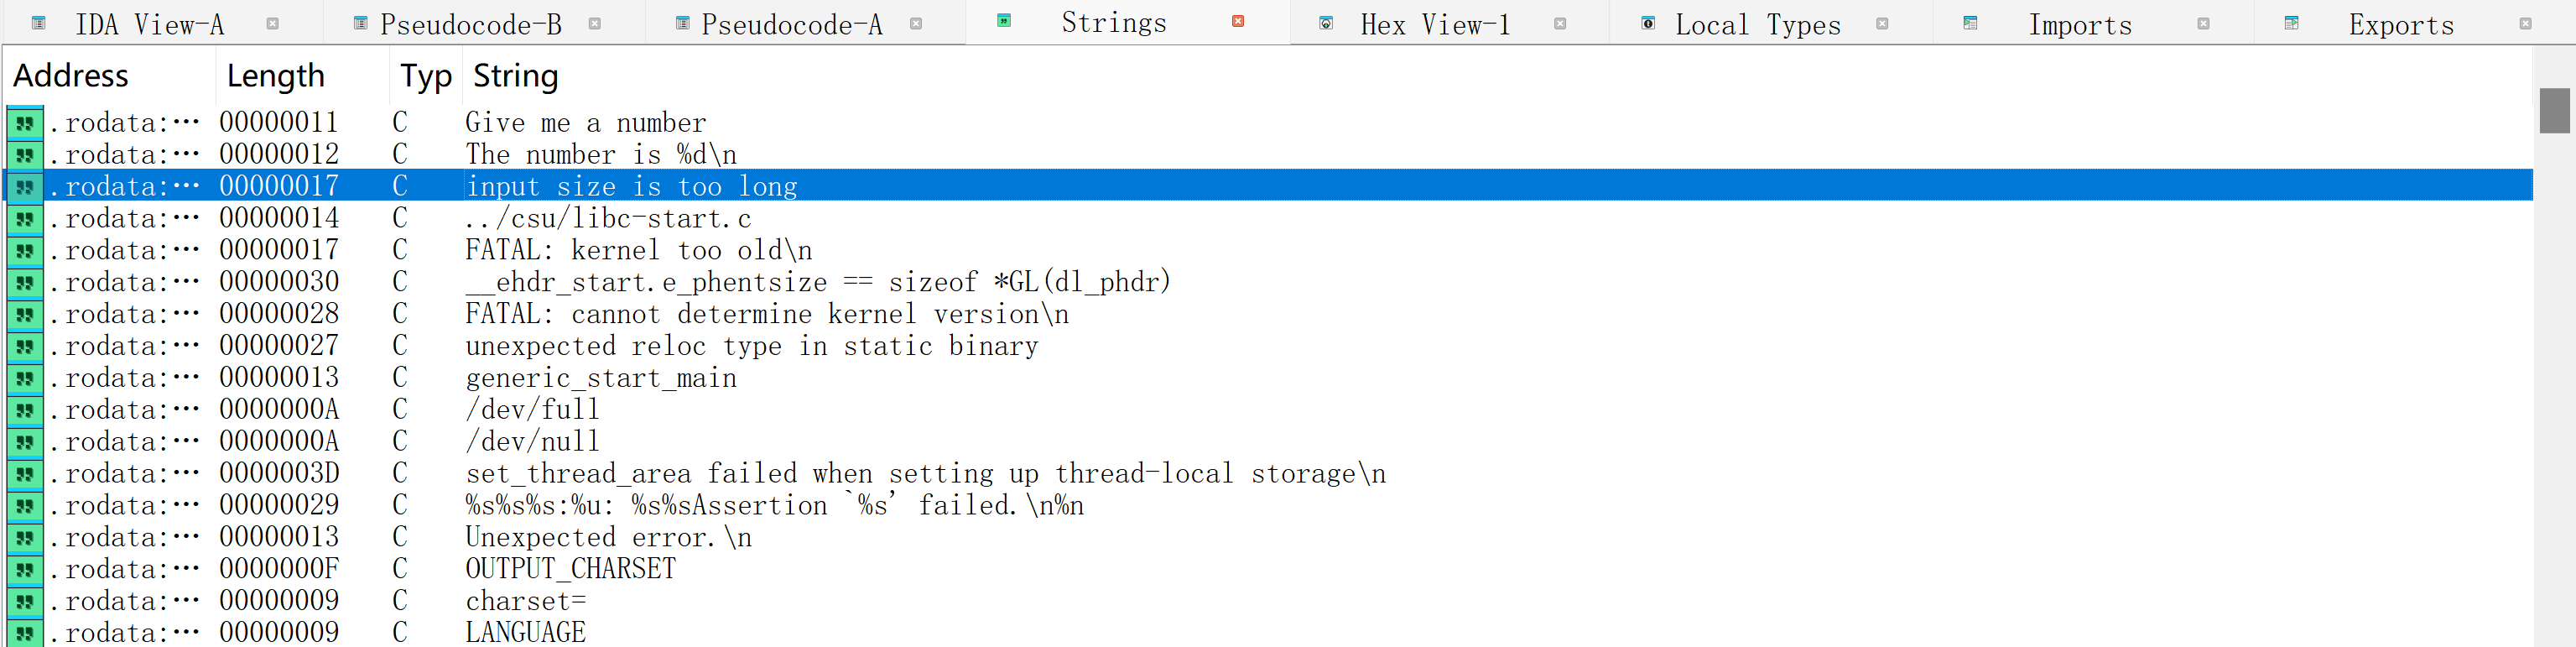 IDA View-A Pseudocode-B Pseudocode-A Strings Hex View-1 Local Types Imports Exports
Address Length Typ String
.rodata:… 00000011 C Give me a number
.rodata:… 00000012 C The number is %d\n
.rodata:… 00000017 C input size is too long
.rodata:… 00000014 C ../csu/libc-start.c
.rodata:… 00000017 C FATAL: kernel too old\n
.rodata:… 00000030 C __ehdr_start.e_phentsize == sizeof *GL(dl_phdr)
.rodata:… 00000028 C FATAL: cannot determine kernel version\n
.rodata:… 00000027 C unexpected reloc type in static binary
.rodata:… 00000013 C generic_start_main
.rodata:… 0000000A C /dev/full
.rodata:… 0000000A C /dev/null
.rodata:… 0000003D C set_thread_area failed when setting up thread-local storage\n
.rodata:… 00000029 C %s%s%s:%u: %s%sAssertion `%s' failed.\n%n
.rodata:… 00000013 C Unexpected error.\n
.rodata:… 0000000F C OUTPUT_CHARSET
.rodata:… 00000009 C charset=
.rodata:… 00000009 C LANGUAGE